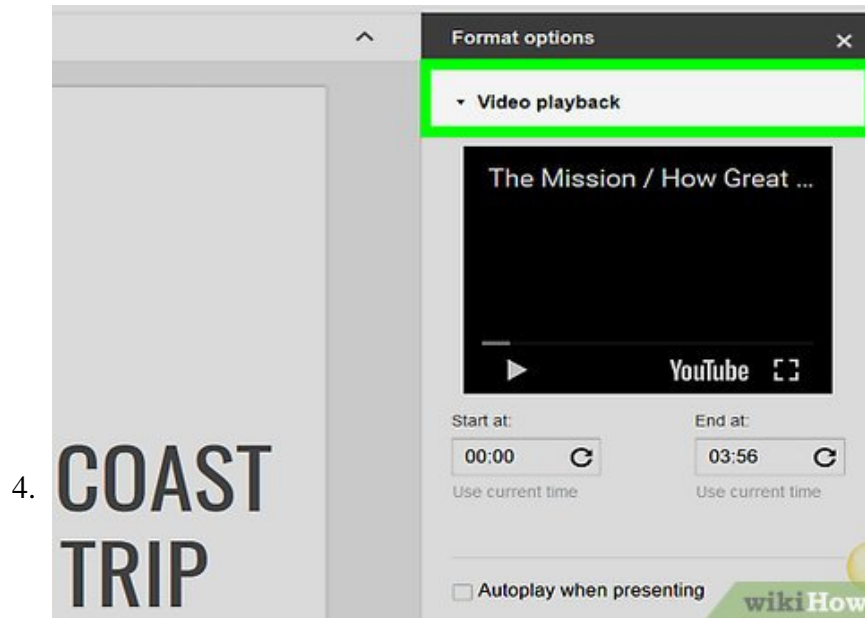 Format options
Video playback
The Mission / How Great ...
YouTube
Start at:
End at:
00:00
03:56
Use current time
Use current time
Autoplay when presenting
4.
COAST
TRIP
wikiHow